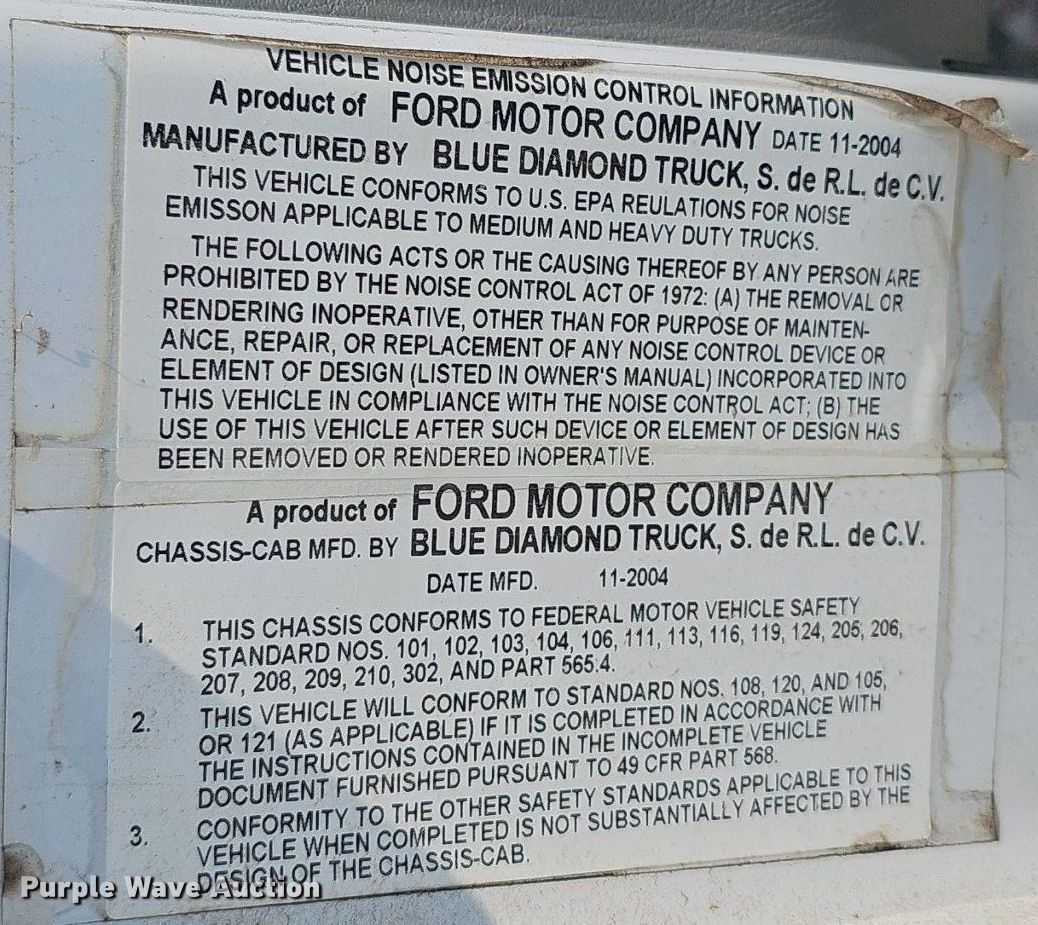 VEHICLE NOISE EMISSION CONTROL INFORMATION
A product of FORD MOTOR COMPANY DATE 11-2004
MANUFACTURED BY BLUE DIAMOND TRUCK, S. de R.L. de C.V.
THIS VEHICLE CONFORMS TO U.S. EPA REULATIONS FOR NOISE
EMISSON APPLICABLE TO MEDIUM AND HEAVY DUTY TRUCKS.
THE FOLLOWING ACTS OR THE CAUSING THEREOF BY ANY PERSON ARE
PROHIBITED BY THE NOISE CONTROL ACT OF 1972: (A) THE REMOVAL OR
RENDERING INOPERATIVE, OTHER THAN FOR PURPOSE OF MAINTEN-
ANCE, REPAIR, OR REPLACEMENT OF ANY NOISE CONTROL DEVICE OR
ELEMENT OF DESIGN (LISTED IN OWNER'S MANUAL) INCORPORATED INTO
THIS VEHICLE IN COMPLIANCE WITH THE NOISE CONTROL ACT; (B) THE
USE OF THIS VEHICLE AFTER SUCH DEVICE OR ELEMENT OF DESIGN HAS
BEEN REMOVED OR RENDERED INOPERATIVE.
A product of FORD MOTOR COMPANY
CHASSIS-CAB MFD. BY BLUE DIAMOND TRUCK, S. de R.L. de C.V.
DATE MFD. 11-2004
1. THIS CHASSIS CONFORMS TO FEDERAL MOTOR VEHICLE SAFETY
STANDARD NOS. 101, 102, 103, 104, 106, 111, 113, 116, 119, 124, 205, 206,
207, 208, 209, 210, 302, AND PART 565.4.
2. THIS VEHICLE WILL CONFORM TO STANDARD NOS. 108, 120, AND 105,
OR 121 (AS APPLICABLE) IF IT IS COMPLETED IN ACCORDANCE WITH
THE INSTRUCTIONS CONTAINED IN THE INCOMPLETE VEHICLE
DOCUMENT FURNISHED PURSUANT TO 49 CFR PART 568.
3. CONFORMITY TO THE OTHER SAFETY STANDARDS APPLICABLE TO THIS
VEHICLE WHEN COMPLETED IS NOT SUBSTANTIALLY AFFECTED BY THE
DESIGN OF THE CHASSIS-CAB.
Purple Wave Auction